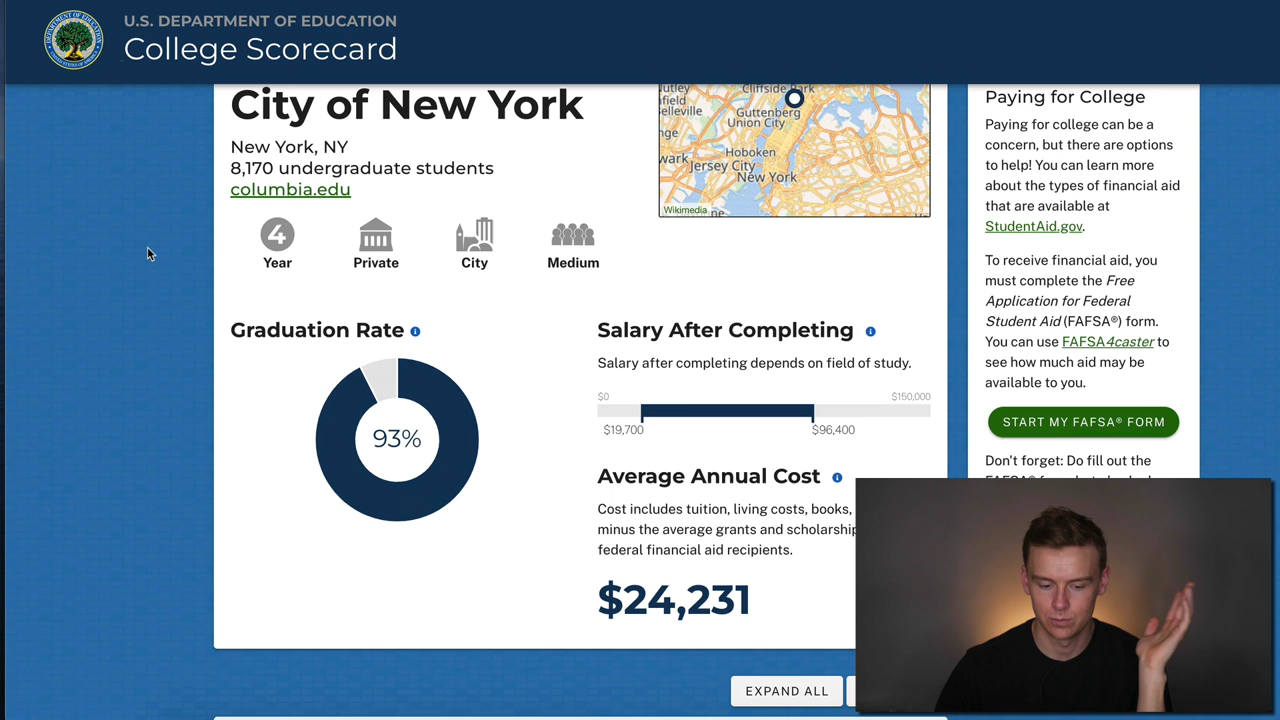 U.S. DEPARTMENT OF EDUCATION
College Scorecard
City of New York
New York, NY
8,170 undergraduate students
columbia.edu
4
Year
Private
City
Medium
Cliffside Park
Belleville
Guttenberg
Union City
Hoboken
Jersey City
New York
Wikimedia
Graduation Rate
93%
Salary After Completing
Salary after completing depends on field of study.
$0
$150,000
$19,700
$96,400
Average Annual Cost
Cost includes tuition, living costs, books,
minus the average grants and
federal financial aid recipients.
$24,231
EXPAND ALL
Paying for College
Paying for college can be a
concern, but there are options
to help! You can learn more
about the types of financial aid
that are available at
StudentAid.gov.
To receive financial aid, you
must complete the Free
Application for Federal
Student Aid (FAFSA®) form.
You can use FAFSA4caster to
see how much aid may be
available to you.
START MY FAFSA® FORM
Don't forget: Do fill out the